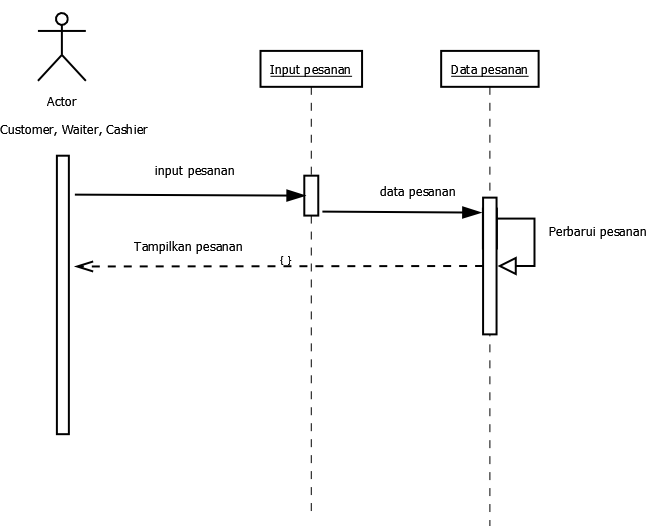 Actor
Customer, Waiter, Cashier
Input pesanan
Data pesanan
input pesanan
data pesanan
Perbarui pesanan
Tampilkan pesanan
{ }